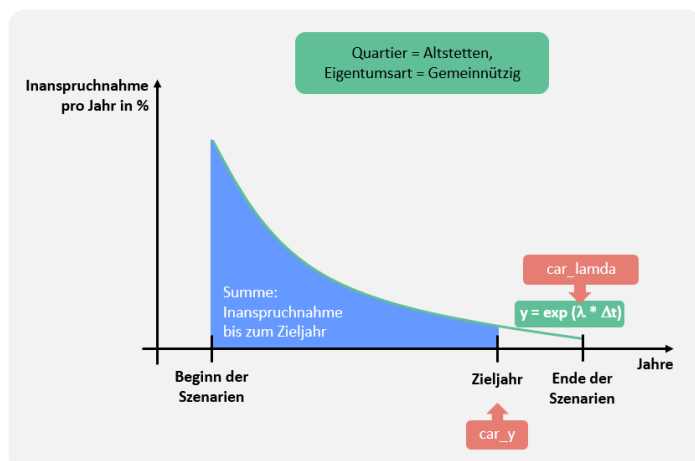 Quartier = Altstetten,
Eigentumsart = Gemeinnützig
Inanspruchnahme
pro Jahr in %
car_lamda
y = exp (λ * Δt)
Summe:
Inanspruchnahme
bis zum Zieljahr
Jahre
Beginn der
Szenarien
Zieljahr
Ende der
Szenarien
car_y